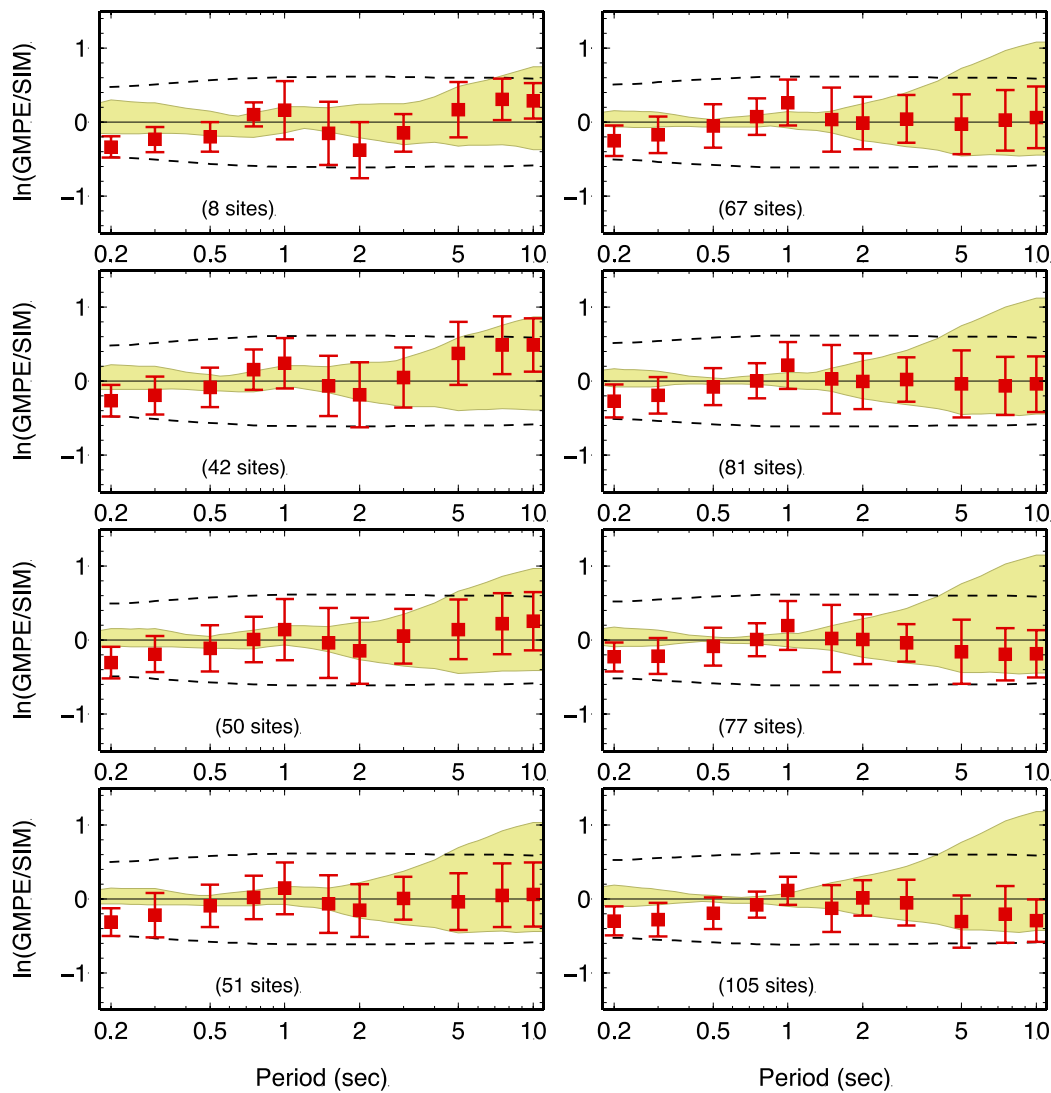 ln(GMPE/SIM)
1
0
−1
(8 sites)
0.2 0.5 1 2 5 10
(67 sites)
0.2 0.5 1 2 5 10
ln(GMPE/SIM)
1
0
−1
(42 sites)
0.2 0.5 1 2 5 10
(81 sites)
0.2 0.5 1 2 5 10
ln(GMPE/SIM)
1
0
−1
(50 sites)
0.2 0.5 1 2 5 10
(77 sites)
0.2 0.5 1 2 5 10
ln(GMPE/SIM)
1
0
−1
(51 sites)
0.2 0.5 1 2 5 10
Period (sec)
(105 sites)
0.2 0.5 1 2 5 10
Period (sec)
1
0
−1
1
0
−1
1
0
−1
1
0
−1